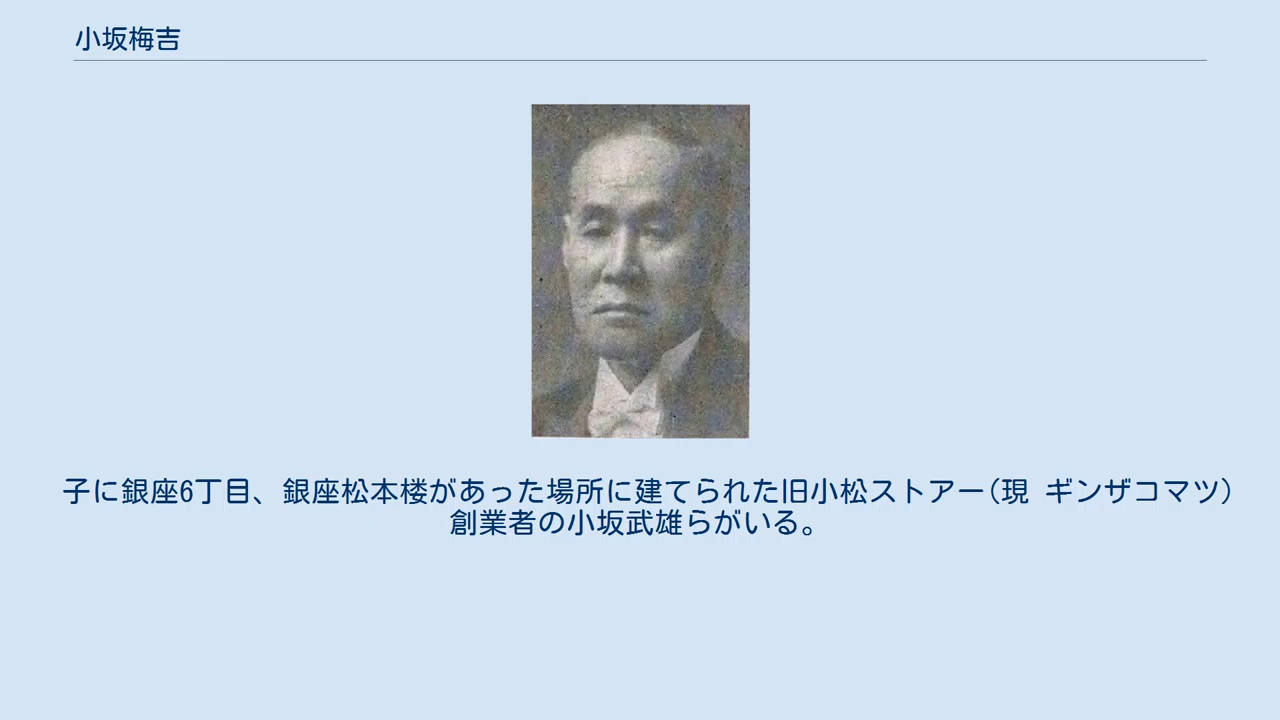 小坂梅吉
子に銀座6丁目、銀座松本楼があった場所に建てられた旧小松ストアー(現 ギンザコマツ)
創業者の小坂武雄らがいる。